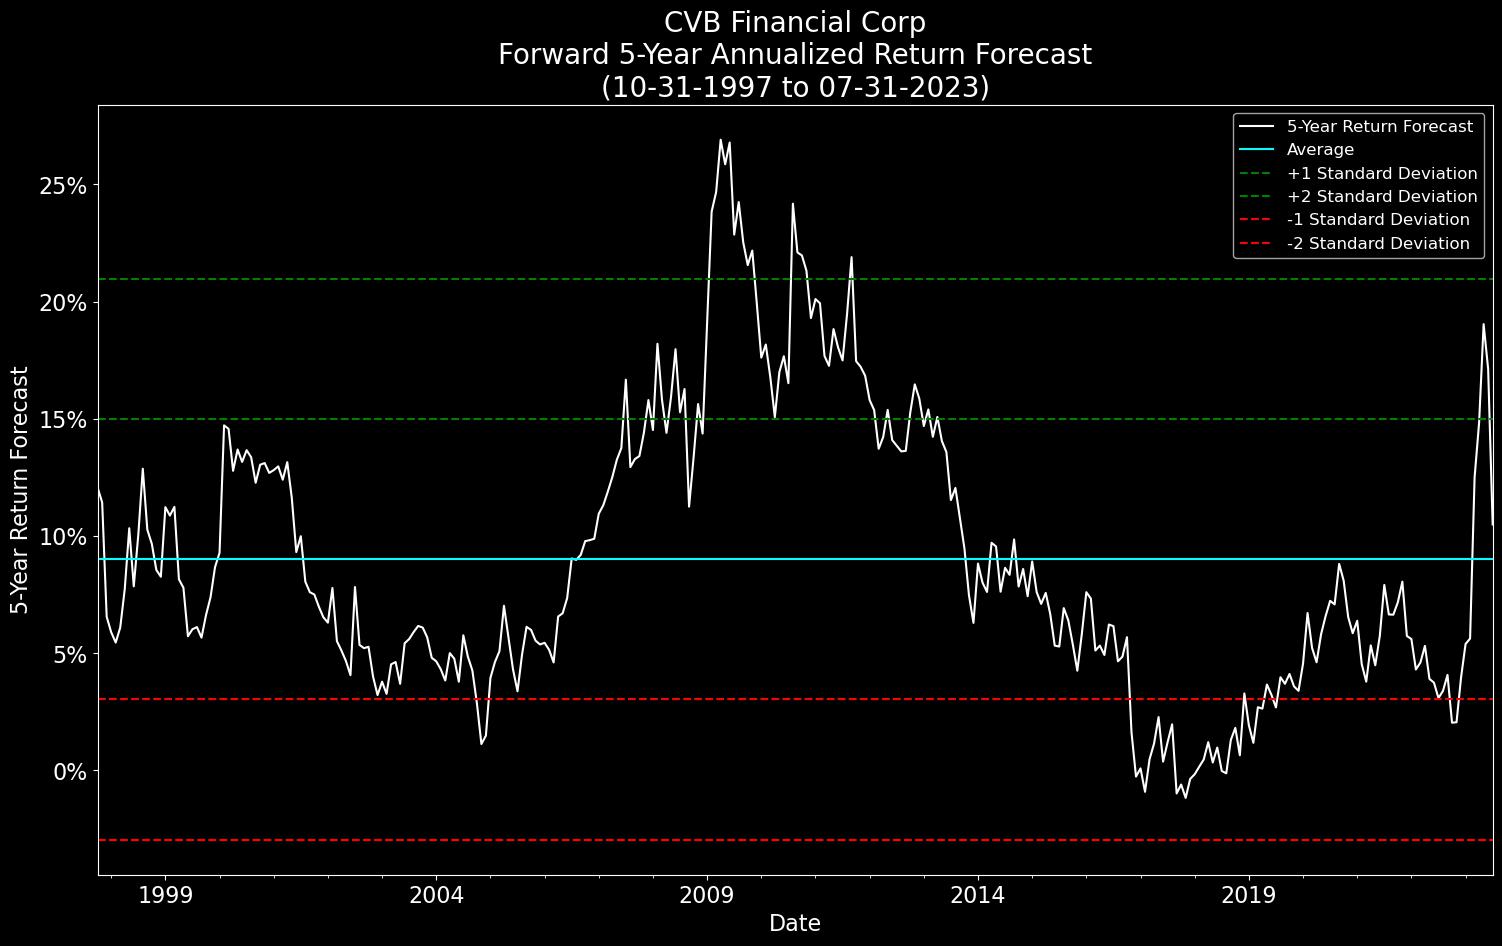 CVB Financial Corp
Forward 5-Year Annualized Return Forecast
(10-31-1997 to 07-31-2023)
5-Year Return Forecast
Average
+1 Standard Deviation
+2 Standard Deviation
-1 Standard Deviation
-2 Standard Deviation
25%
20%
15%
10%
5%
0%
5-Year Return Forecast
1999 2004 2009 2014 2019
Date